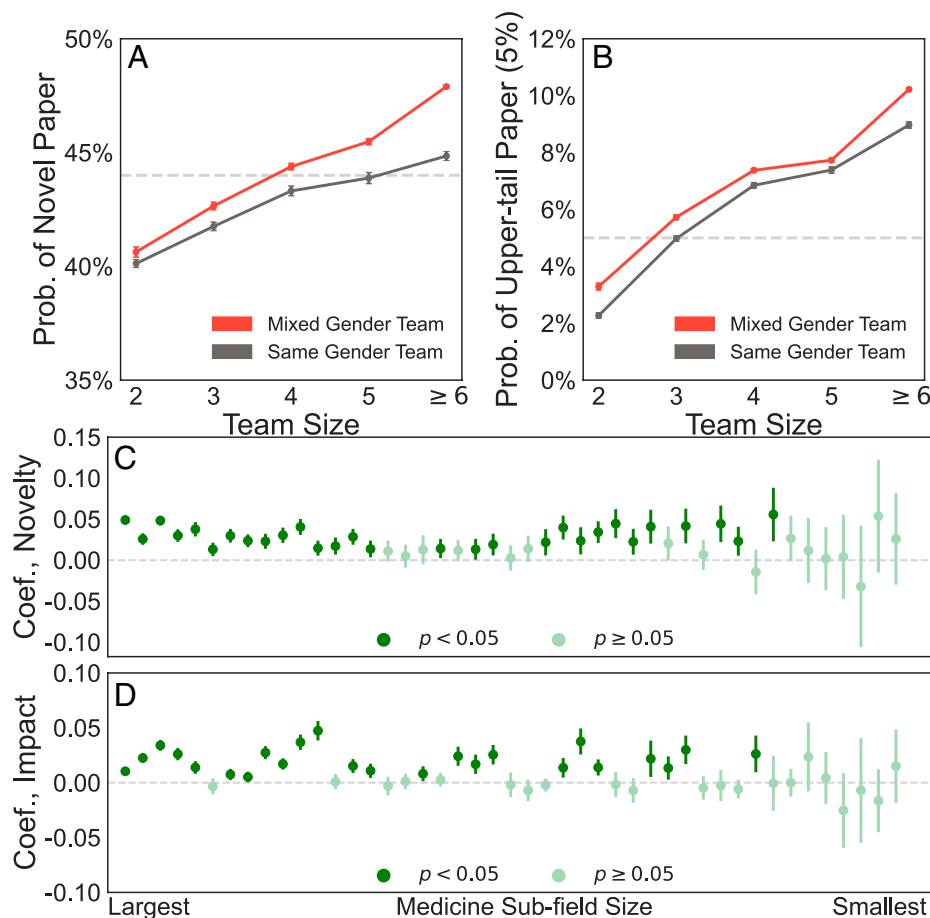 A
Prob. of Novel Paper
50%
45%
40%
35%
Mixed Gender Team
Same Gender Team
2 3 4 5 ≥ 6
Team Size
B
Prob. of Upper-tail Paper (5%)
12%
10%
8%
6%
4%
2%
0%
Mixed Gender Team
Same Gender Team
2 3 4 5 ≥ 6
Team Size
C
Coef., Novelty
0.15
0.10
0.05
0.00
-0.05
-0.10
p < 0.05 p ≥ 0.05
D
Coef., Impact
0.10
0.05
0.00
-0.05
-0.10
p < 0.05 p ≥ 0.05
Largest Medicine Sub-field Size Smallest